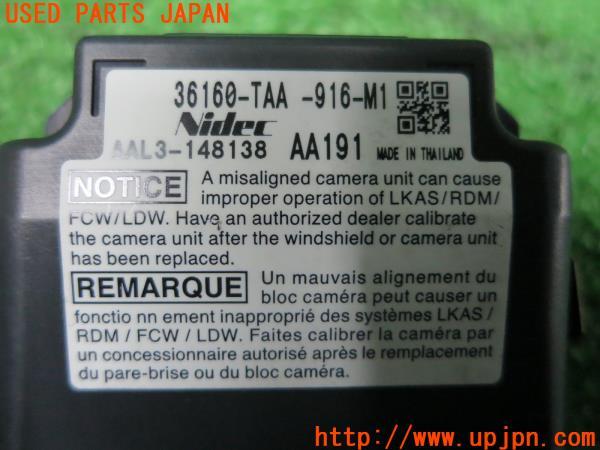 USED PARTS JAPAN
36160-TAA -916-M1
Nidec
AAL3-148138 AA191 MADE IN THAILAND
NOTICE A misaligned camera unit can cause
improper operation of LKAS/RDM/
FCW/LDW. Have an authorized dealer calibrate
the camera unit after the windshield or camera unit
has been replaced.
REMARQUE Un mauvais alignement du
bloc caméra peut causer un
fonctio nn ement inapproprié des systèmes LKAS/
RDM / FCW / LDW. Faites calibrer la caméra par
un concessionnaire autorisé après le remplacement
du pare-brise ou du bloc caméra.
UPJ
http://www.upjpn.com